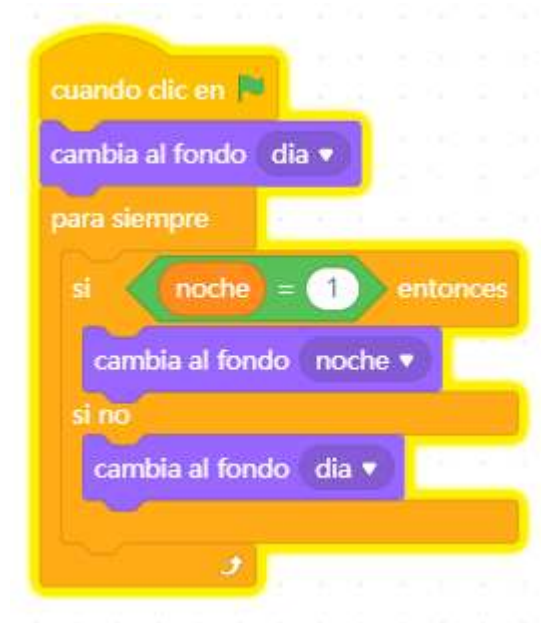 cuando clic en
cambia al fondo dia
para siempre
si noche = 1 entonces
cambia al fondo noche
si no
cambia al fondo dia